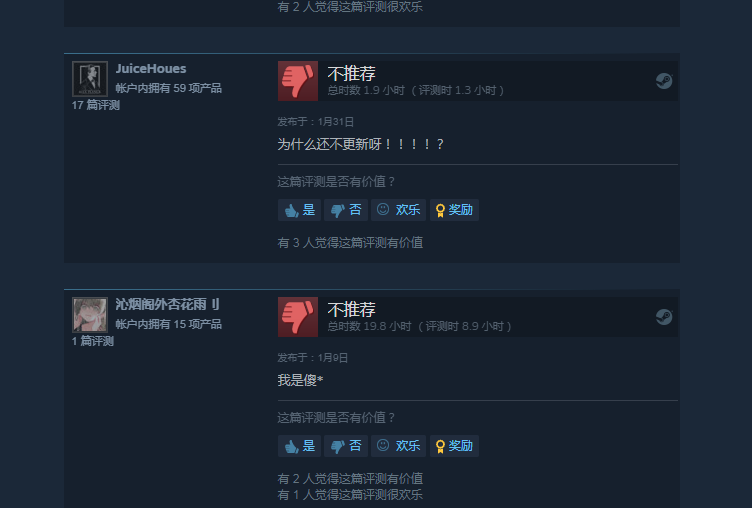 有 2 人觉得这篇评测很欢乐
JuiceHoues
帐户内拥有 59 项产品
17 篇评测
不推荐
总时数 1.9 小时 （评测时 1.3 小时）
发布于：1月31日
为什么还不更新呀！！！！？
这篇评测是否有价值？
是 否 欢乐 奖励
有 3 人觉得这篇评测有价值
沁烟阁外杏花雨刂
帐户内拥有 15 项产品
1 篇评测
不推荐
总时数 19.8 小时 （评测时 8.9 小时）
发布于：1月9日
我是傻*
这篇评测是否有价值？
是 否 欢乐 奖励
有 2 人觉得这篇评测有价值
有 1 人觉得这篇评测很欢乐